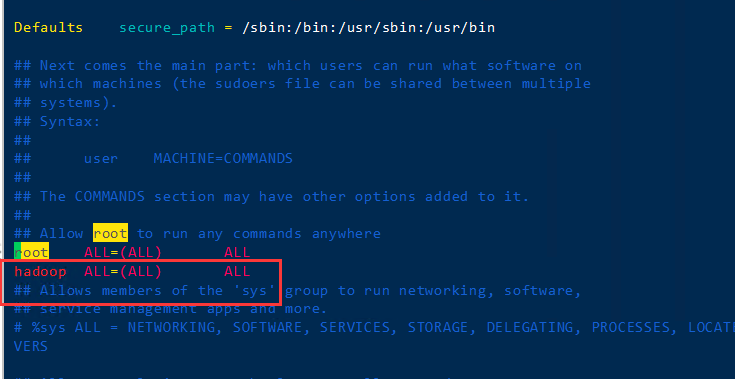 Defaults    secure_path = /sbin:/bin:/usr/sbin:/usr/bin
## Next comes the main part: which users can run what software on
## which machines (the sudoers file can be shared between multiple
## systems).
## Syntax:
##
##      user    MACHINE=COMMANDS
##
## The COMMANDS section may have other options added to it.
##
## Allow root to run any commands anywhere
root    ALL=(ALL)       ALL
hadoop  ALL=(ALL)       ALL
## Allows members of the 'sys' group to run networking, software,
## service management apps and more.
# %sys ALL = NETWORKING, SOFTWARE, SERVICES, STORAGE, DELEGATING, PROCESSES, LOCATE
VERS